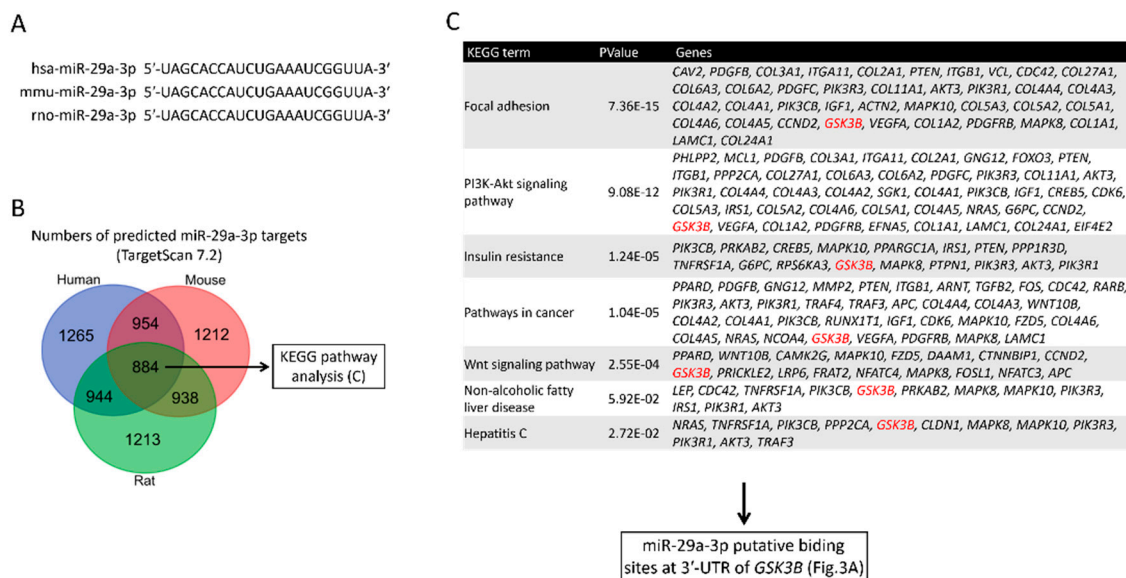 A
hsa-miR-29a-3p 5′-UAGCACCAUCUGAAAUCGGUUA-3′
mmu-miR-29a-3p 5′-UAGCACCAUCUGAAAUCGGUUA-3′
rno-miR-29a-3p 5′-UAGCACCAUCUGAAAUCGGUUA-3′
B
Numbers of predicted miR-29a-3p targets
(TargetScan 7.2)
Human
Mouse
1265
954
1212
884
944
938
1213
Rat
KEGG pathway
analysis (C)
C
KEGG term PValue Genes
Focal adhesion 7.36E-15
CAV2, PDGFB, COL3A1, ITGA11, COL2A1, PTEN, ITGB1, VCL, CDC42, COL27A1,
COL6A3, COL6A2, PDGFC, PIK3R3, COL11A1, AKT3, PIK3R1, COL4A4, COL4A3,
COL4A2, COL4A1, PIK3CB, IGF1, ACTN2, MAPK10, COL5A3, COL5A2, COL5A1,
COL4A6, COL4A5, CCND2, GSK3B, VEGFA, COL1A2, PDGFRB, MAPK8, COL1A1,
LAMC1, COL24A1
PI3K-Akt signaling
pathway
9.08E-12
PHLPP2, MCL1, PDGFB, COL3A1, ITGA11, COL2A1, GNG12, FOXO3, PTEN,
ITGB1, PPP2CA, COL27A1, COL6A3, COL6A2, PDGFC, PIK3R3, COL11A1, AKT3,
PIK3R1, COL4A4, COL4A3, COL4A2, SGK1, COL4A1, PIK3CB, IGF1, CREB5, CDK6,
COL5A3, IRS1, COL5A2, COL4A6, COL5A1, COL4A5, NRAS, G6PC, CCND2,
GSK3B, VEGFA, COL1A2, PDGFRB, EFNA5, COL1A1, LAMC1, COL24A1, EIF4E2
Insulin resistance 1.24E-05
PIK3CB, PRKAB2, CREB5, MAPK10, PPARGC1A, IRS1, PTEN, PPP1R3D,
TNFRSF1A, G6PC, RPS6KA3, GSK3B, MAPK8, PTPN1, PIK3R3, AKT3, PIK3R1
Pathways in cancer 1.04E-05
PPARD, PDGFB, GNG12, MMP2, PTEN, ITGB1, ARNT, TGFB2, FOS, CDC42, RARB,
PIK3R3, AKT3, PIK3R1, TRAF4, TRAF3, APC, COL4A4, COL4A3, WNT10B,
COL4A2, COL4A1, PIK3CB, RUNX1T1, IGF1, CDK6, MAPK10, FZD5, COL4A6,
COL4A5, NRAS, NCOA4, GSK3B, VEGFA, PDGFRB, MAPK8, LAMC1
Wnt signaling pathway 2.55E-04
PPARD, WNT10B, CAMK2G, MAPK10, FZD5, DAAM1, CTNNBIP1, CCND2,
GSK3B, PRICKLE2, LRP6, FRAT2, NFATC4, MAPK8, FOSL1, NFATC3, APC
Non-alcoholic fatty
liver disease
5.92E-02
LEP, CDC42, TNFRSF1A, PIK3CB, GSK3B, PRKAB2, MAPK8, MAPK10, PIK3R3,
IRS1, PIK3R1, AKT3
Hepatitis C 2.72E-02
NRAS, TNFRSF1A, PIK3CB, PPP2CA, GSK3B, CLDN1, MAPK8, MAPK10, PIK3R3,
PIK3R1, AKT3, TRAF3
miR-29a-3p putative biding
sites at 3′-UTR of GSK3B (Fig.3A)